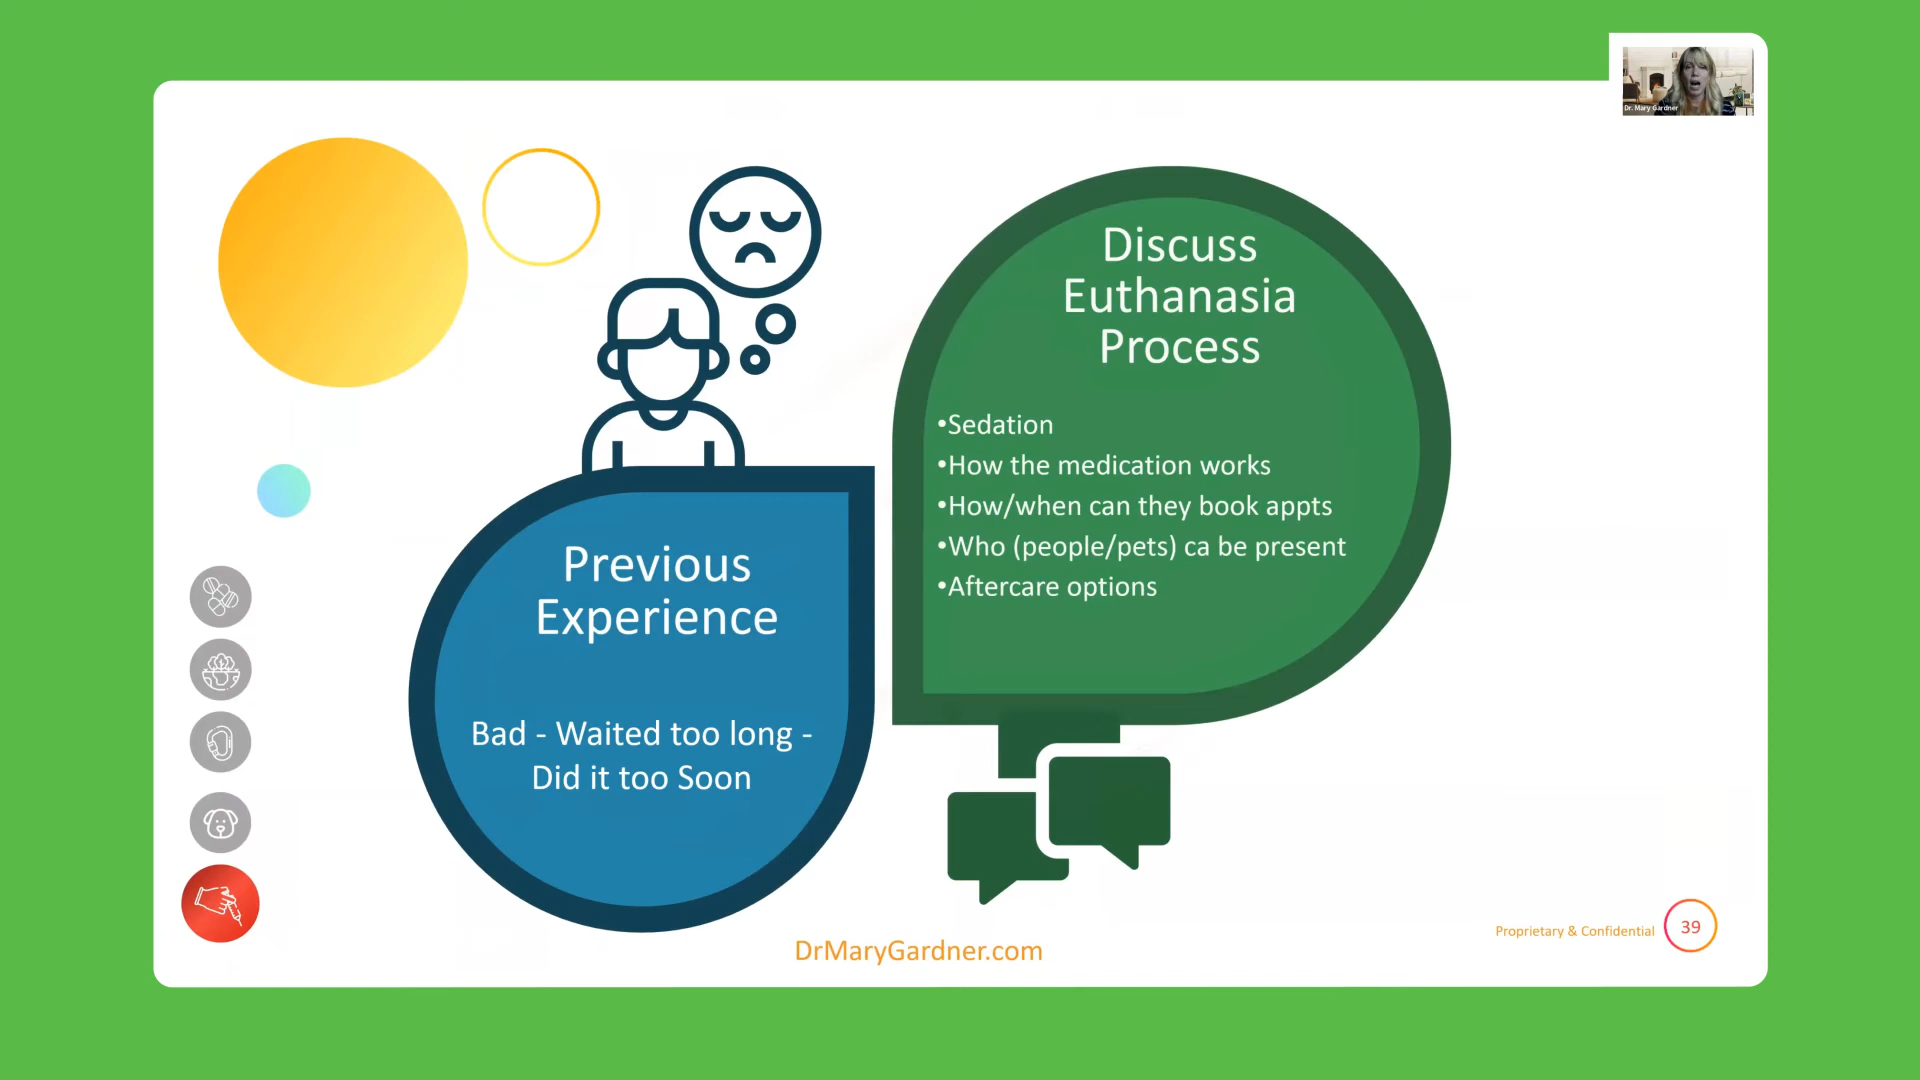 Dr. Mary Gardner
Discuss
Euthanasia
Process
•Sedation
•How the medication works
•How/when can they book appts
•Who (people/pets) ca be present
•Aftercare options
Previous
Experience
Bad - Waited too long -
Did it too Soon
DrMaryGardner.com
Proprietary & Confidential
39